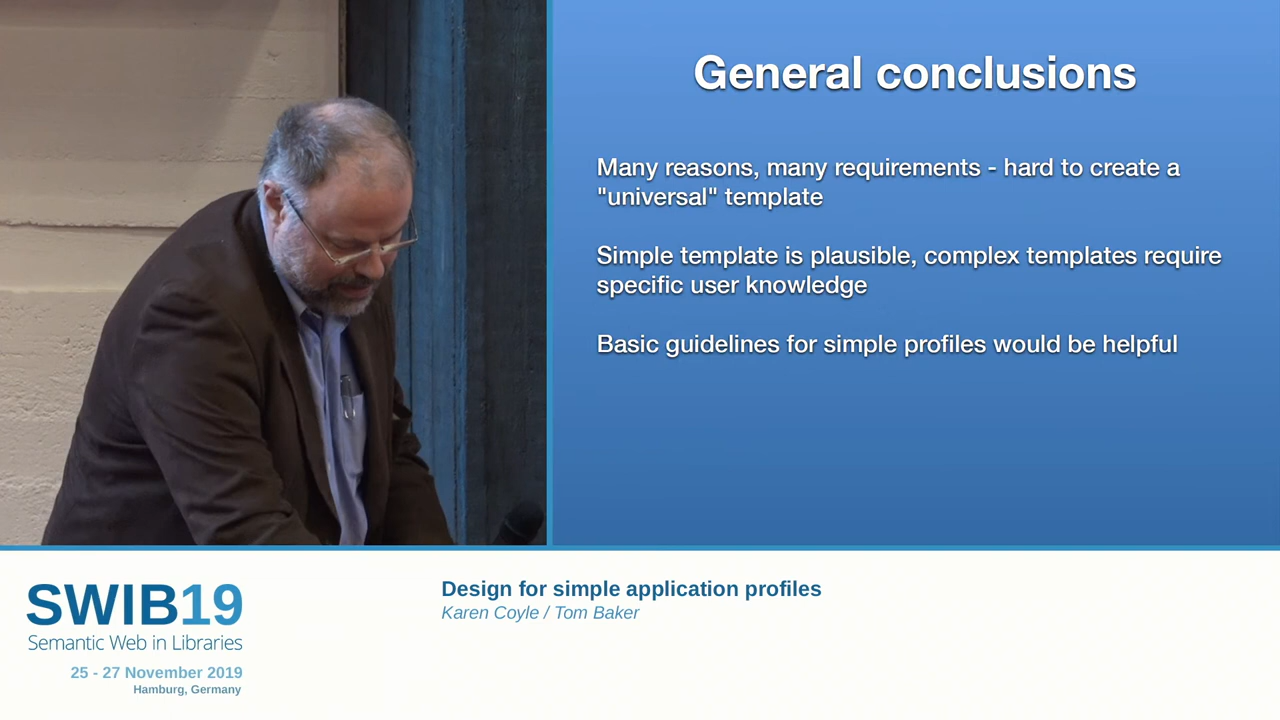 General conclusions
Many reasons, many requirements - hard to create a
"universal" template
Simple template is plausible, complex templates require
specific user knowledge
Basic guidelines for simple profiles would be helpful
SWIB19
Semantic Web in Libraries
25 - 27 November 2019
Hamburg, Germany
Design for simple application profiles
Karen Coyle / Tom Baker